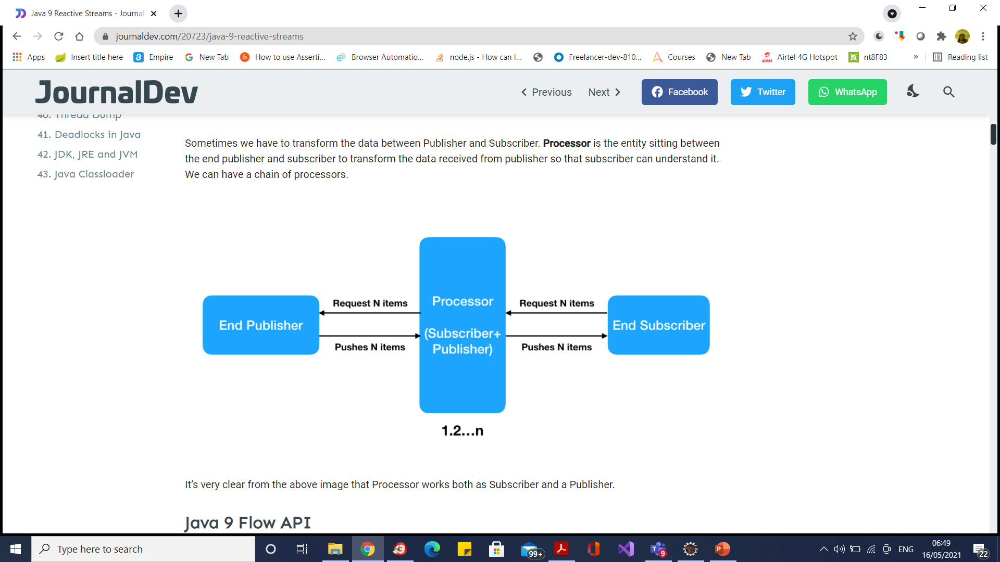 Java 9 Reactive Streams - Journal
journaldev.com/20723/java-9-reactive-streams
Apps Insert title here Empire New Tab How to use Asserti... Browser Automatio... node.js - How can I... Freelancer-dev-810... Courses New Tab Airtel 4G Hotspot nt8F83 » Reading list
JournalDev Previous Next Facebook Twitter WhatsApp
40. Thread Dump
41. Deadlocks in Java
42. JDK, JRE and JVM
43. Java Classloader
Sometimes we have to transform the data between Publisher and Subscriber. Processor is the entity sitting between
the end publisher and subscriber to transform the data received from publisher so that subscriber can understand it.
We can have a chain of processors.
End Publisher
Request N items
Pushes N items
Processor
(Subscriber+
Publisher)
Request N items
Pushes N items
End Subscriber
1.2...n
It's very clear from the above image that Processor works both as Subscriber and a Publisher.
Java 9 Flow API
Type here to search
99+
9
ENG
06:49
16/05/2021
22